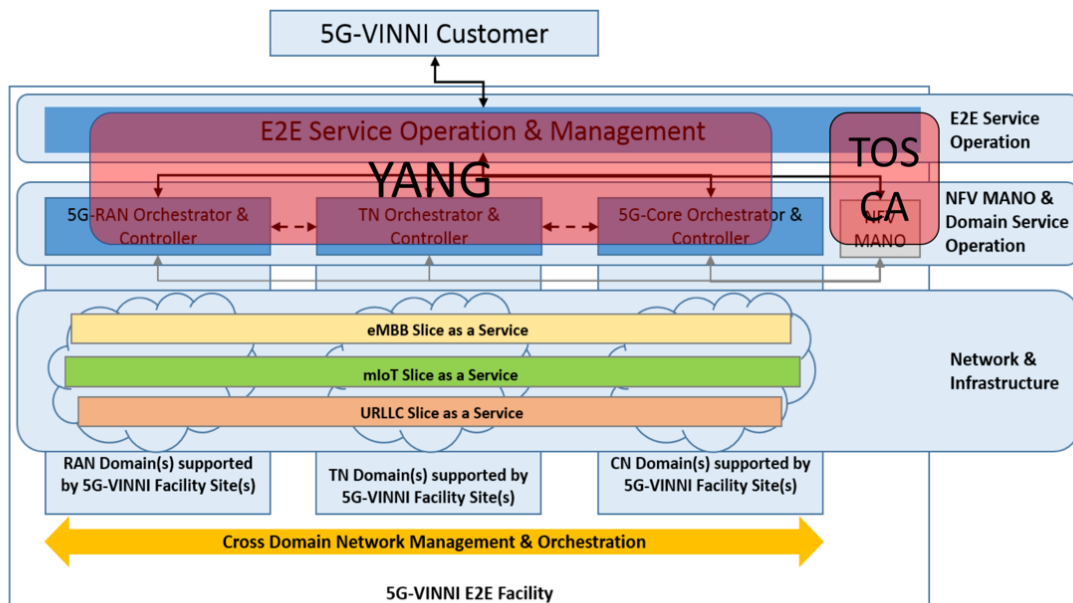 5G-VINNI Customer
E2E Service Operation & Management
E2E Service
Operation
YANG
TOS
CA
5G-RAN Orchestrator &
Controller
TN Orchestrator &
Controller
5G-Core Orchestrator &
Controller
NFV
MANO
NFV MANO &
Domain Service
Operation
eMBB Slice as a Service
mIoT Slice as a Service
URLLC Slice as a Service
Network &
Infrastructure
RAN Domain(s) supported
by 5G-VINNI Facility Site(s)
TN Domain(s) supported by
5G-VINNI Facility Site(s)
CN Domain(s) supported by
5G-VINNI Facility Site(s)
Cross Domain Network Management & Orchestration
5G-VINNI E2E Facility